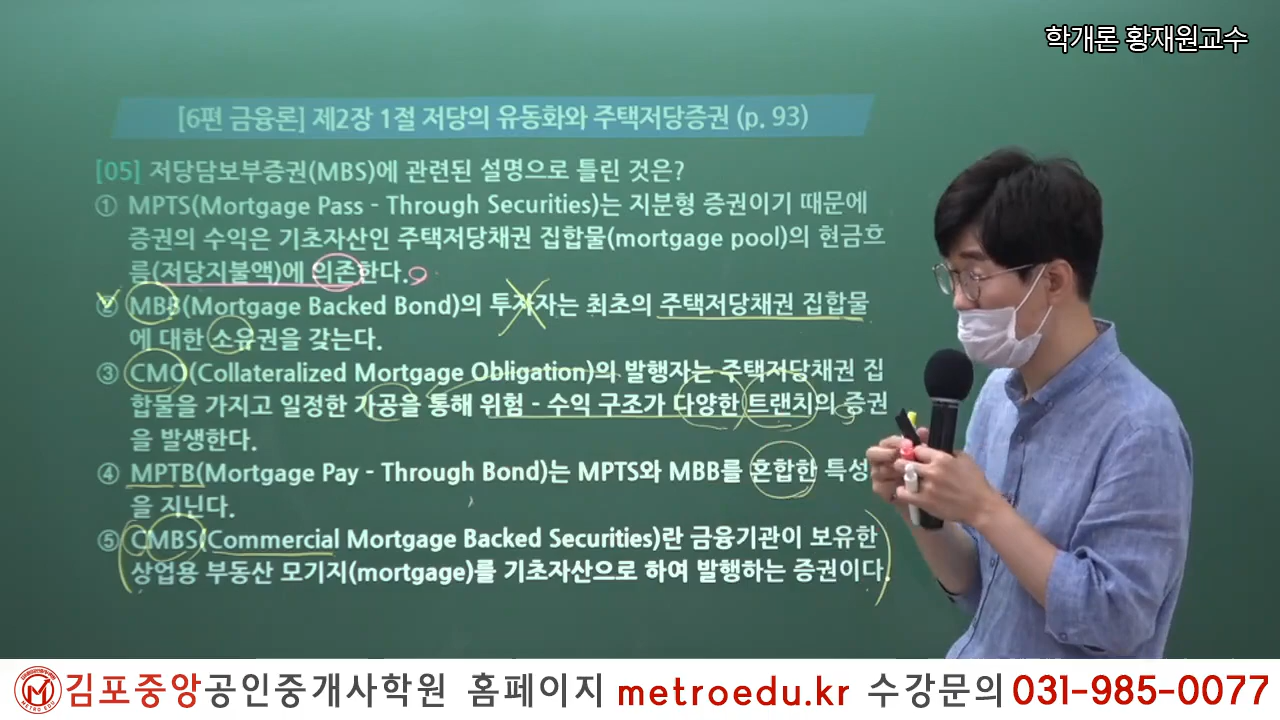 학개론 황재원교수
[6편 금융론] 제2장 1절 저당의 유동화와 주택저당증권 (p. 93)
[05] 저당담보부증권(MBS)에 관련된 설명으로 틀린 것은?
① MPTS(Mortgage Pass - Through Securities)는 지분형 증권이기 때문에
증권의 수익은 기초자산인 주택저당채권 집합물(mortgage pool)의 현금흐
름(저당지불액)에 의존한다.
② MBB(Mortgage Backed Bond)의 투자자는 최초의 주택저당채권 집합물
에 대한 소유권을 갖는다.
③ CMO(Collateralized Mortgage Obligation)의 발행자는 주택저당채권 집
합물을 가지고 일정한 가공을 통해 위험 - 수익 구조가 다양한 트랜치의 증권
을 발생한다.
④ MPTB(Mortgage Pay - Through Bond)는 MPTS와 MBB를 혼합한 특성
을 지닌다.
⑤ CMBS(Commercial Mortgage Backed Securities)란 금융기관이 보유한
상업용 부동산 모기지(mortgage)를 기초자산으로 하여 발행하는 증권이다.
김포중앙공인중개사학원 홈페이지 metroedu.kr 수강문의 031-985-0077